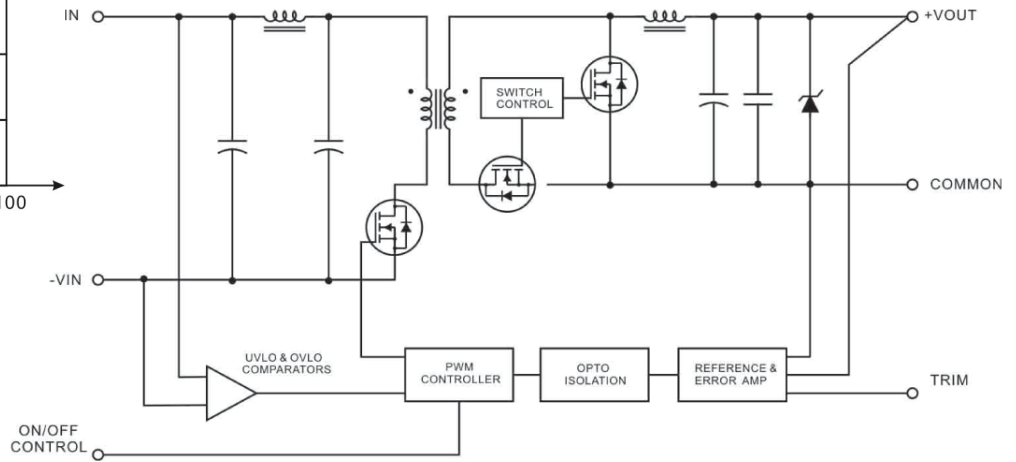 IN
+VOUT
SWITCH
CONTROL
COMMON
100
-VIN
UVLO & OVLO
COMPARATORS
PWM
CONTROLLER
OPTO
ISOLATION
REFERENCE &
ERROR AMP
TRIM
ON/OFF
CONTROL